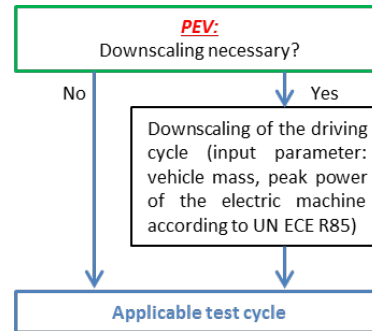 PEV:
Downscaling necessary?
No
Yes
Downscaling of the driving
cycle (input parameter:
vehicle mass, peak power
of the electric machine
according to UN ECE R85)
Applicable test cycle